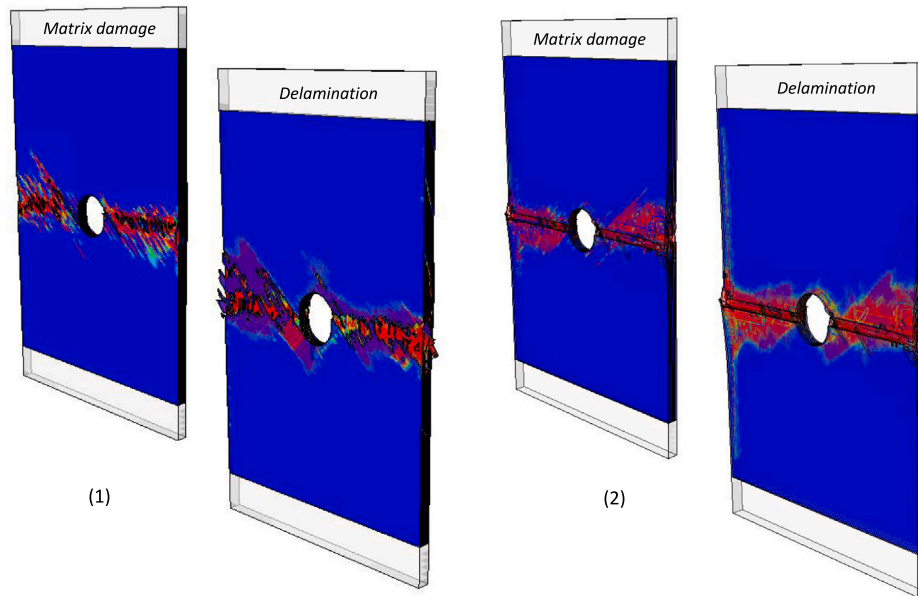 Matrix damage
Delamination
(1)
Matrix damage
Delamination
(2)